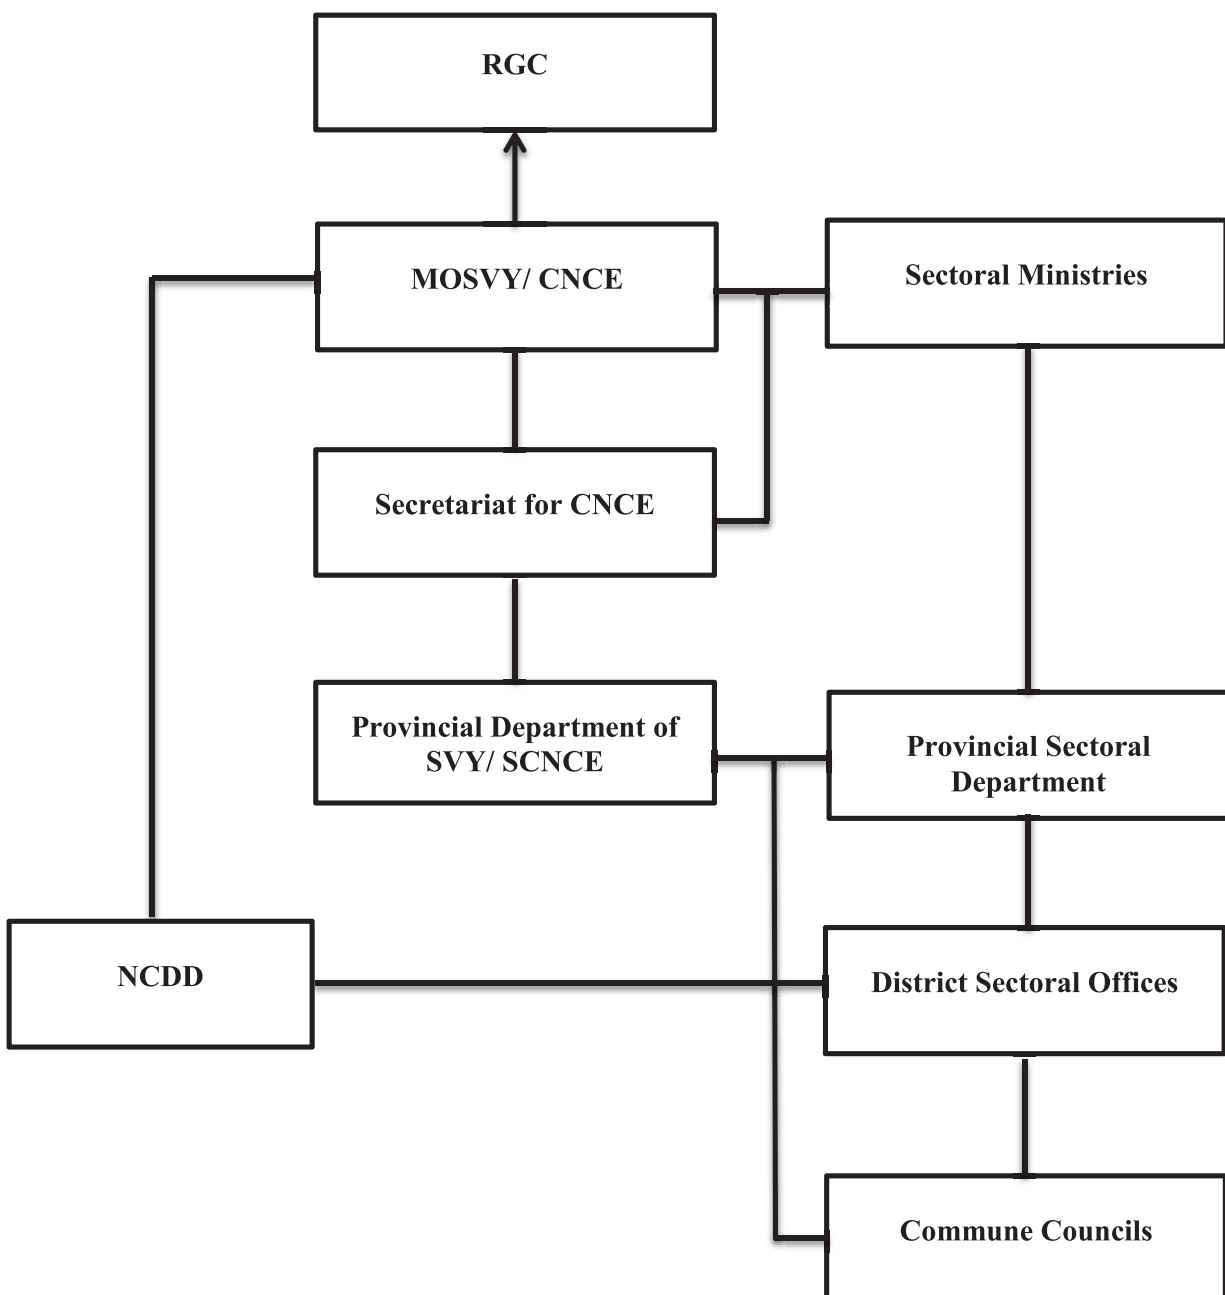 RGC
MOSVY/ CNCE
Sectoral Ministries
Secretariat for CNCE
Provincial Department of
SVY/ SCNCE
Provincial Sectoral
Department
NCDD
District Sectoral Offices
Commune Councils